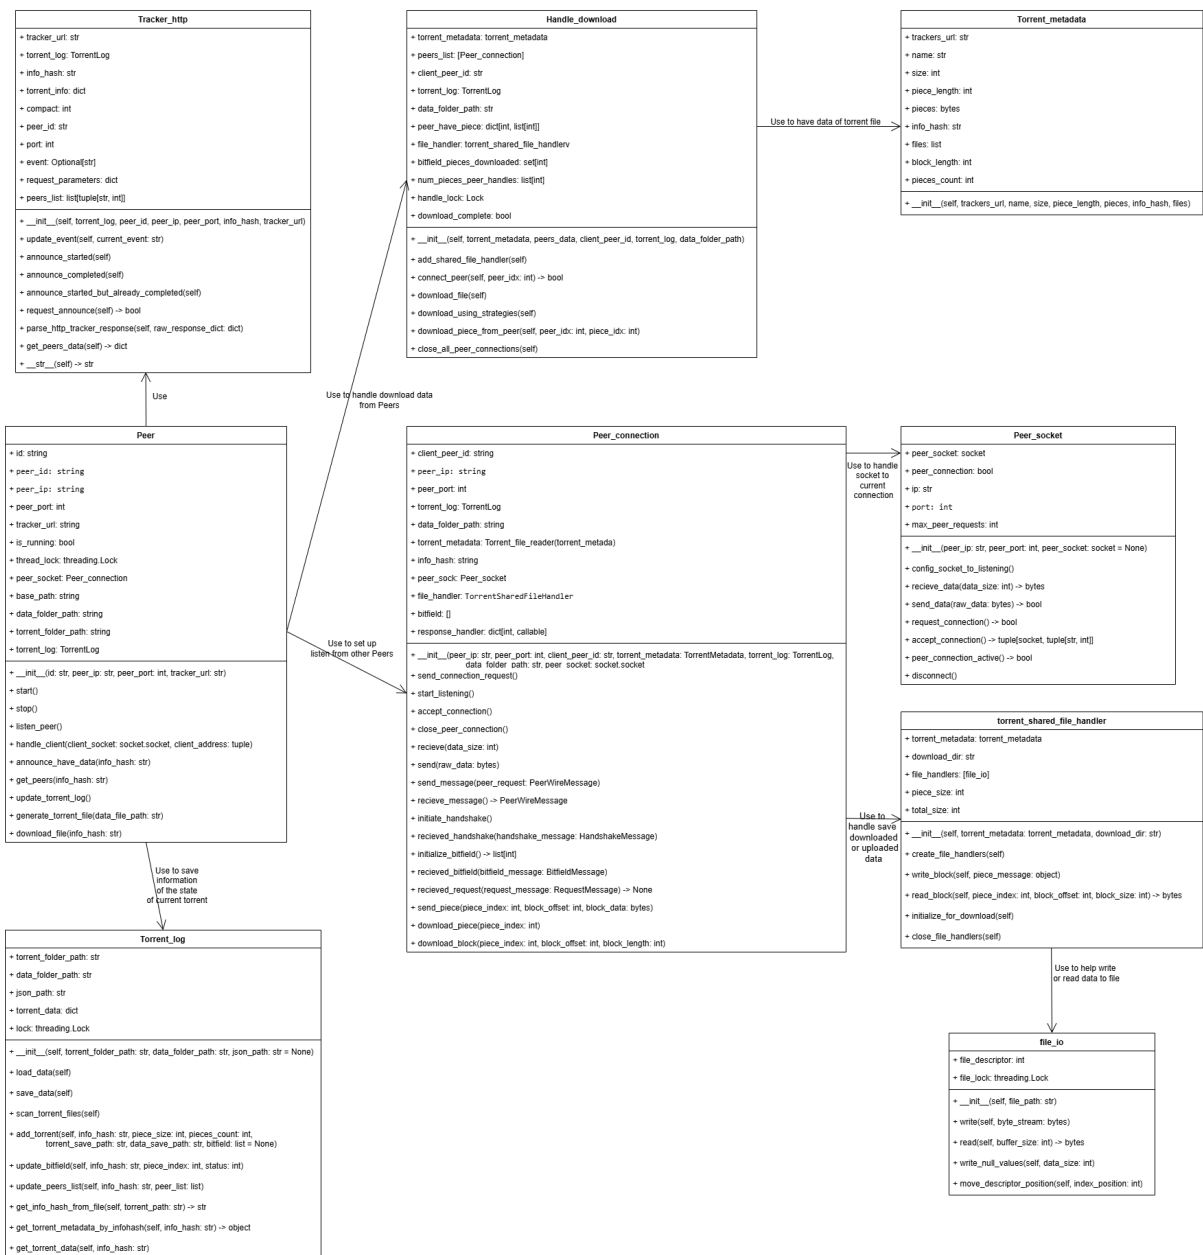 Tracker_http
+ tracker_url: str
+ torrent_log: TorrentLog
+ info_hash: str
+ torrent_info: dict
+ compact: int
+ peer_id: str
+ port: int
+ event: Optional[str]
+ request_parameters: dict
+ peers_list: list[tuple[str, int]]
+ __init__(self, torrent_log, peer_id, peer_ip, peer_port, info_hash, tracker_url)
+ update_event(self, current_event: str)
+ announce_started(self)
+ announce_completed(self)
+ announce_started_but_already_completed(self)
+ request_announce(self) -> bool
+ parse_http_tracker_response(self, raw_response_dict: dict)
+ get_peers_data(self) -> dict
+ __str__(self) -> str
Handle_download
+ torrent_metadata: torrent_metadata
+ peers_list: [Peer_connection]
+ client_peer_id: str
+ torrent_log: TorrentLog
+ data_folder_path: str
+ peer_have_piece: dict[int, list[int]]
+ file_handler: torrent_shared_file_handlerv
+ bitfield_pieces_downloaded: set[int]
+ num_pieces_peer_handles: list[int]
+ handle_lock: Lock
+ download_complete: bool
+ __init__(self, torrent_metadata, peers_data, client_peer_id, torrent_log, data_folder_path)
+ add_shared_file_handler(self)
+ connect_peer(self, peer_idx: int) -> bool
+ download_file(self)
+ download_using_strategies(self)
+ download_piece_from_peer(self, peer_idx: int, piece_idx: int)
+ close_all_peer_connections(self)
Use to have data of torrent file
Torrent_metadata
+ trackers_url: str
+ name: str
+ size: int
+ piece_length: int
+ pieces: bytes
+ info_hash: str
+ files: list
+ block_length: int
+ pieces_count: int
+ __init__(self, trackers_url, name, size, piece_length, pieces, info_hash, files)
Use
Use to handle download data
from Peers
Peer
+ id: string
+ peer_id: string
+ peer_ip: string
+ peer_port: int
+ tracker_url: string
+ is_running: bool
+ thread_lock: threading.Lock
+ peer_socket: Peer_connection
+ base_path: string
+ data_folder_path: string
+ torrent_folder_path: string
+ torrent_log: TorrentLog
+ __init__(id: str, peer_ip: str, peer_port: int, tracker_url: str)
+ start()
+ stop()
+ listen_peer()
+ handle_client(client_socket: socket.socket, client_address: tuple)
+ announce_have_data(info_hash: str)
+ get_peers(info_hash: str)
+ update_torrent_log()
+ generate_torrent_file(data_file_path: str)
+ download_file(info_hash: str)
Use to set up
listen from other Peers
Peer_connection
+ client_peer_id: string
+ peer_ip: string
+ peer_port: int
+ torrent_log: TorrentLog
+ data_folder_path: string
+ torrent_metadata: Torrent_file_reader(torrent_metada)
+ info_hash: string
+ peer_sock: Peer_socket
+ file_handler: TorrentSharedFileHandler
+ bitfield: []
+ response_handler: dict[int, callable]
+ __init__(peer_ip: str, peer_port: int, client_peer_id: str, torrent_metadata: TorrentMetadata, torrent_log: TorrentLog,
data_folder_path: str, peer_socket: socket.socket
+ send_connection_request()
+ start_listening()
+ accept_connection()
+ close_peer_connection()
+ recieve(data_size: int)
+ send(raw_data: bytes)
+ send_message(peer_request: PeerWireMessage)
+ recieve_message() -> PeerWireMessage
+ initiate_handshake()
+ recieved_handshake(handshake_message: HandshakeMessage)
+ initialize_bitfield() -> list[int]
+ recieved_bitfield(bitfield_message: BitfieldMessage)
+ recieved_request(request_message: RequestMessage) -> None
+ send_piece(piece_index: int, block_offset: int, block_data: bytes)
+ download_piece(piece_index: int)
+ download_block(piece_index: int, block_offset: int, block_length: int)
Use to handle
socket to
current
connection
Peer_socket
+ peer_socket: socket
+ peer_connection: bool
+ ip: str
+ port: int
+ max_peer_requests: int
+ __init__(peer_ip: str, peer_port: int, peer_socket: socket = None)
+ config_socket_to_listening()
+ recieve_data(data_size: int) -> bytes
+ send_data(raw_data: bytes) -> bool
+ request_connection() -> bool
+ accept_connection() -> tuple[socket, tuple[str, int]]
+ peer_connection_active() -> bool
+ disconnect()
Use to
handle save
downloaded
or uploaded
data
torrent_shared_file_handler
+ torrent_metadata: torrent_metadata
+ download_dir: str
+ file_handlers: [file_io]
+ piece_size: int
+ total_size: int
+ __init__(self, torrent_metadata: torrent_metadata, download_dir: str)
+ create_file_handlers(self)
+ write_block(self, piece_message: object)
+ read_block(self, piece_index: int, block_offset: int, block_size: int) -> bytes
+ initialize_for_download(self)
+ close_file_handlers(self)
Use to save
information
of the state
of current torrent
Torrent_log
+ torrent_folder_path: str
+ data_folder_path: str
+ json_path: str
+ torrent_data: dict
+ lock: threading.Lock
+ __init__(self, torrent_folder_path: str, data_folder_path: str, json_path: str = None)
+ load_data(self)
+ save_data(self)
+ scan_torrent_files(self)
+ add_torrent(self, info_hash: str, piece_size: int, pieces_count: int,
torrent_save_path: str, data_save_path: str, bitfield: list = None)
+ update_bitfield(self, info_hash: str, piece_index: int, status: int)
+ update_peers_list(self, info_hash: str, peer_list: list)
+ get_info_hash_from_file(self, torrent_path: str) -> str
+ get_torrent_metadata_by_infohash(self, info_hash: str) -> object
+ get_torrent_data(self, info_hash: str)
Use to help write
or read data to file
file_io
+ file_descriptor: int
+ file_lock: threading.Lock
+ __init__(self, file_path: str)
+ write(self, byte_stream: bytes)
+ read(self, buffer_size: int) -> bytes
+ write_null_values(self, data_size: int)
+ move_descriptor_position(self, index_position: int)